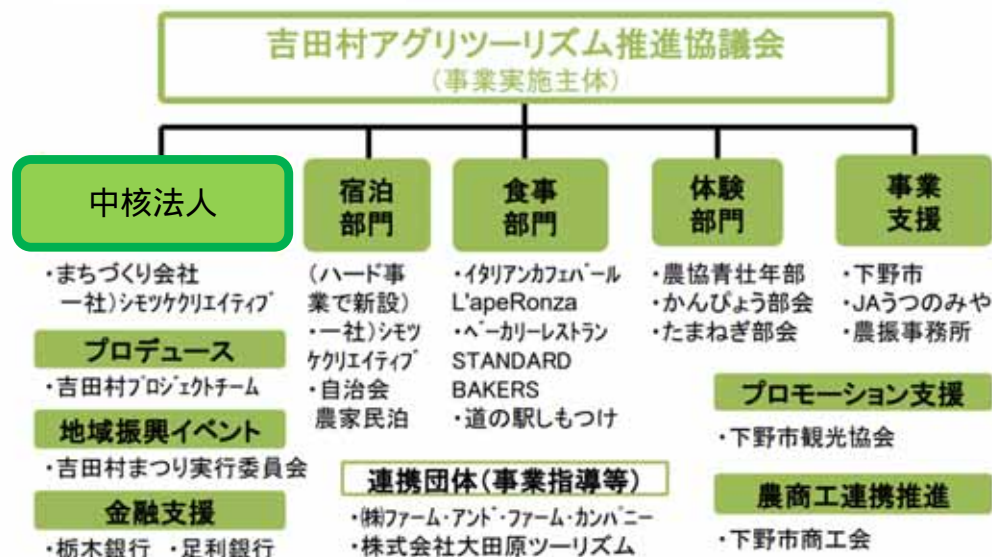 吉田村アグリツーリズム推進協議会
(事業実施主体)
中核法人
・まちづくり会社
一社)シモツケクリエイティブ
プロデュース
・吉田村プロジェクトチーム
地域振興イベント
・吉田村まつり実行委員会
金融支援
・栃木銀行 ・足利銀行
宿泊
部門
(ハード事
業で新設)
・一社)シモツ
ケクリエイティブ
・自治会
農家民泊
食事
部門
・イタリアンカフェバール
L'apeRonza
・ベーカリーレストラン
STANDARD
BAKERS
・道の駅しもつけ
体験
部門
・農協青壮年部
・かんぴょう部会
・たまねぎ部会
事業
支援
・下野市
・JAうつのみや
・農振事務所
プロモーション支援
・下野市観光協会
農商工連携推進
・下野市商工会
連携団体(事業指導等)
・㈱ファーム・アンド・ファーム・カンパニー
・株式会社大田原ツーリズム